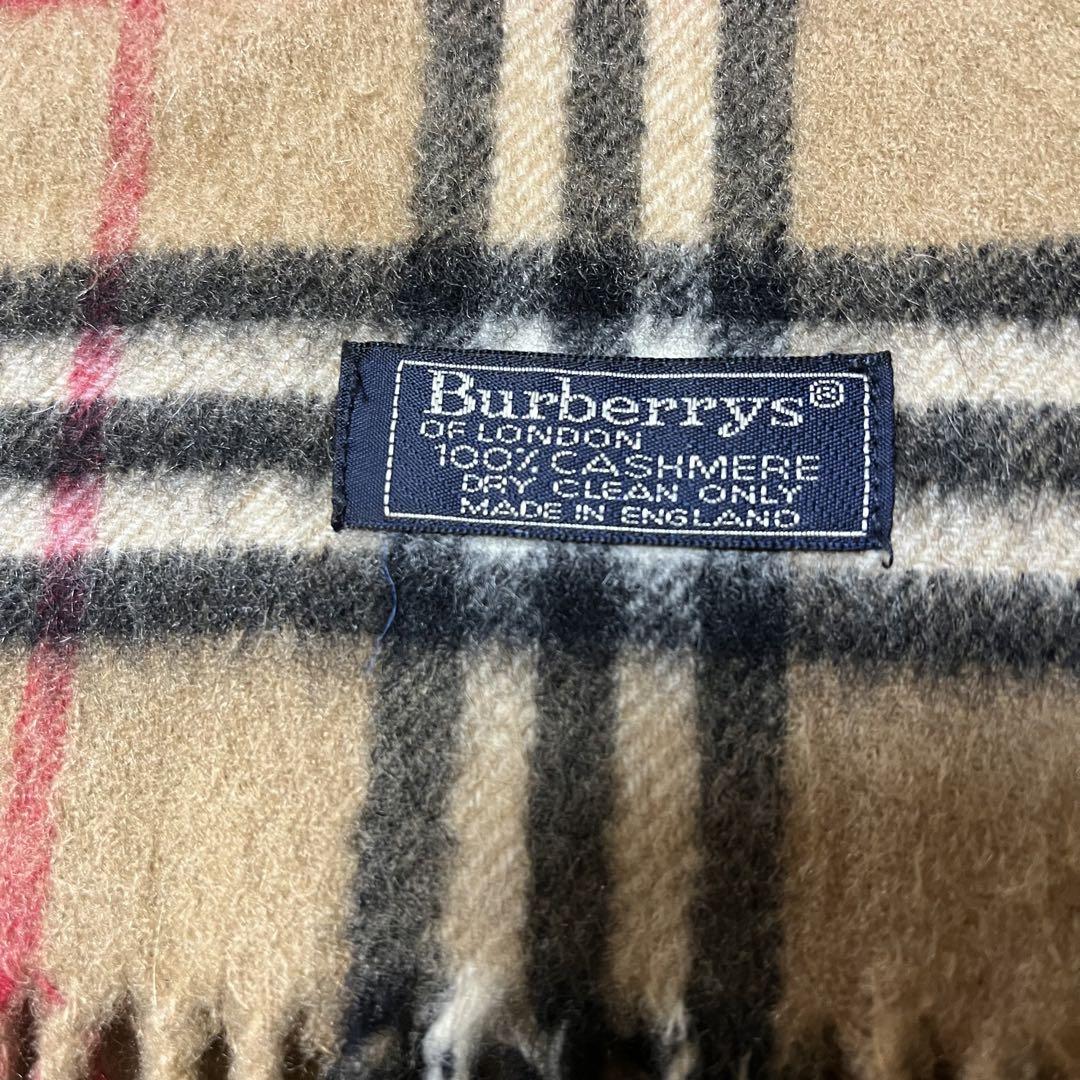 Burberrys®
OF LONDON
100% CASHMERE
DRY CLEAN ONLY
MADE IN ENGLAND